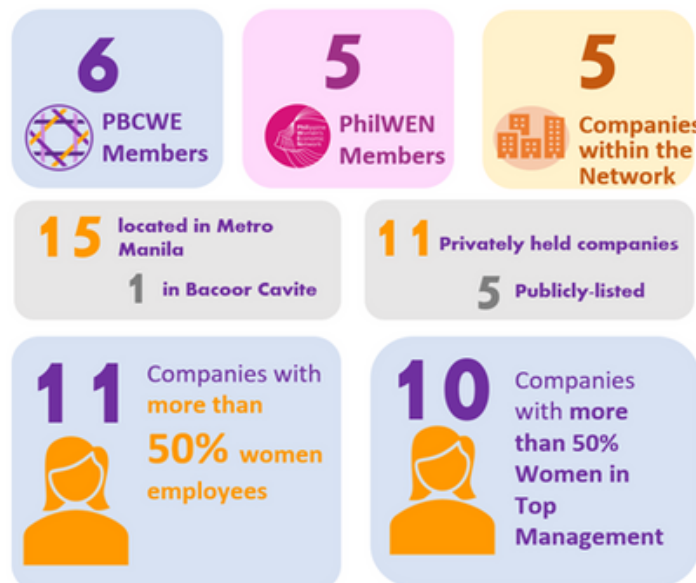 6
PBCWE
Members
5
PhilWEN
Members
5
Companies
within the
Network
15 located in Metro
Manila
1 in Bacoor Cavite
11 Privately held companies
5 Publicly-listed
11 Companies with
more than
50% women
employees
10 Companies
with more
than 50%
Women in
Top
Management